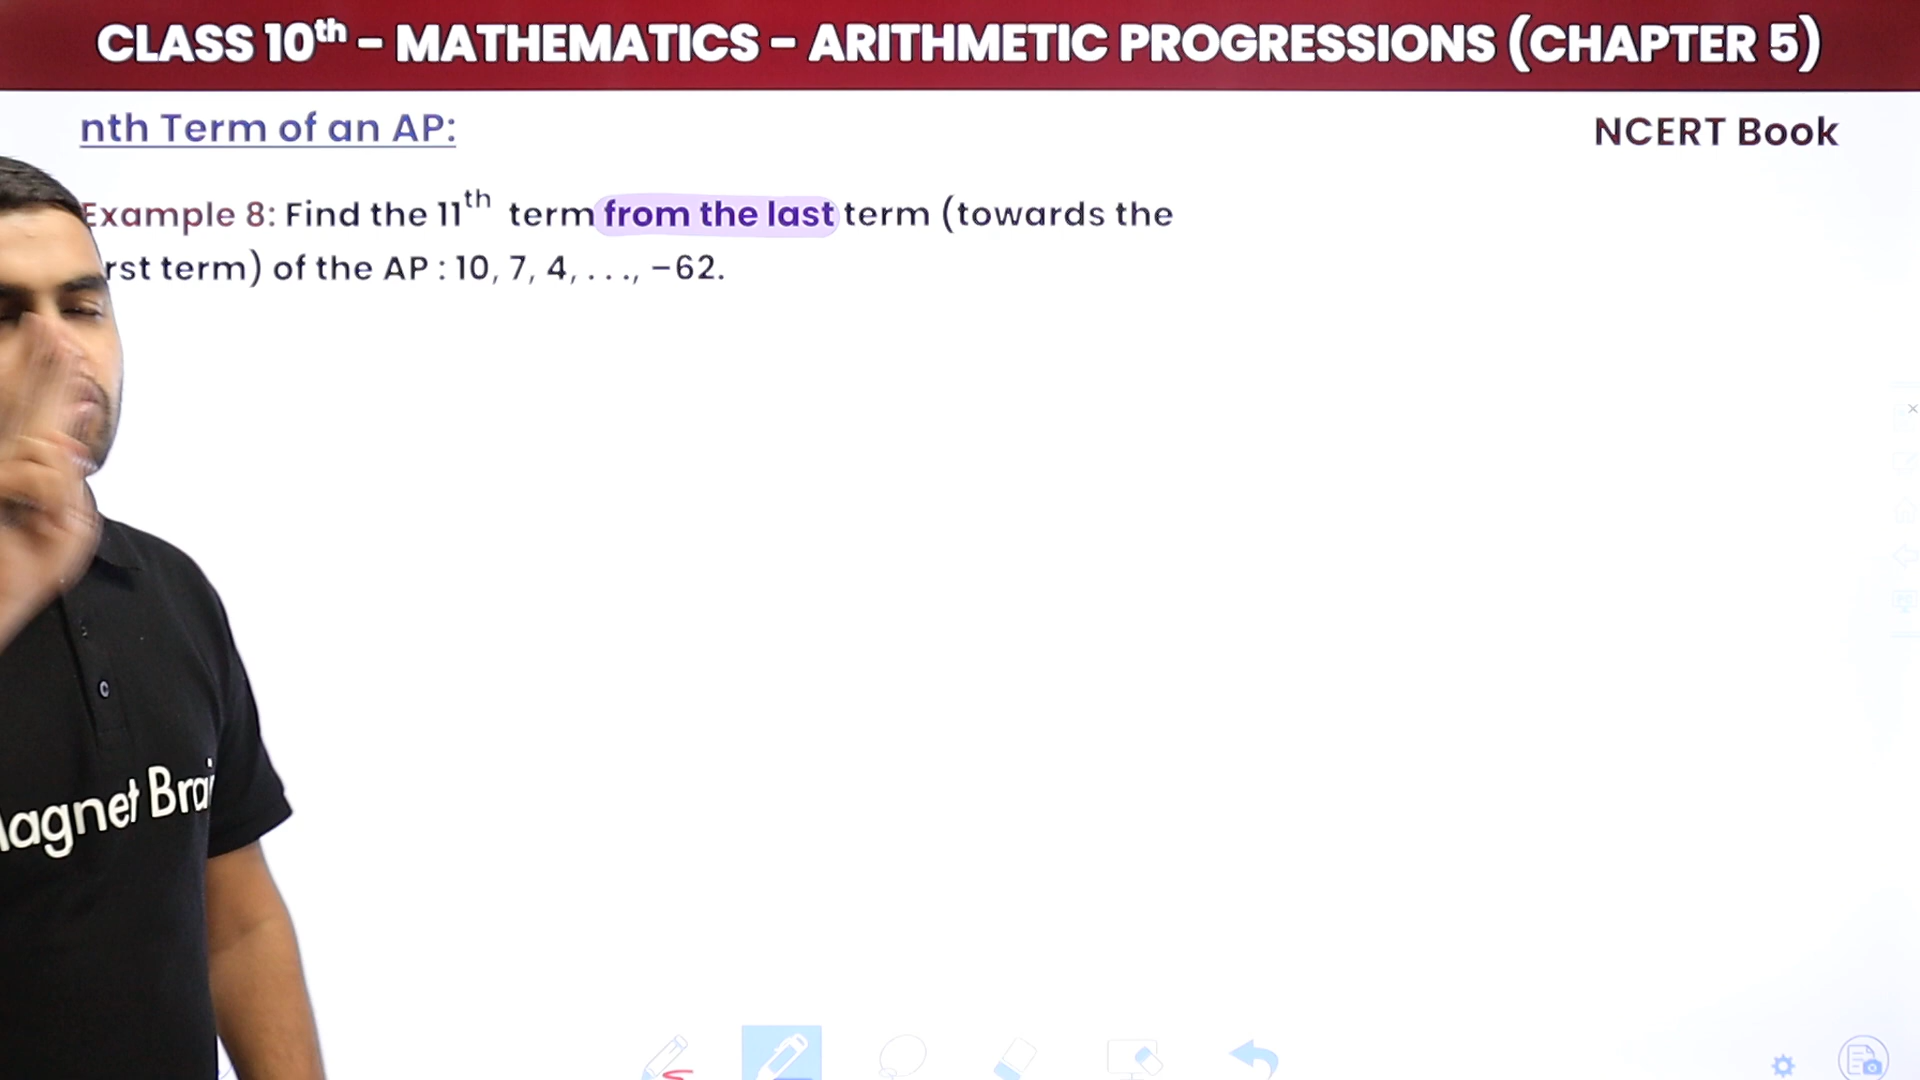 CLASS 10th - MATHEMATICS - ARITHMETIC PROGRESSIONS (CHAPTER 5)
nth Term of an AP:
NCERT Book
Example 8: Find the 11th term from the last term (towards the
rst term) of the AP : 10, 7, 4, . . ., −62.
agnet Brai